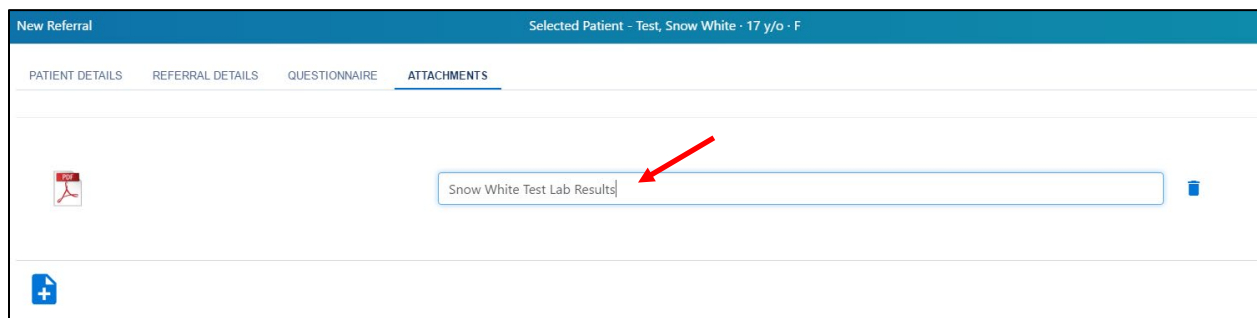 New Referral
Selected Patient - Test, Snow White · 17 y/o · F
PATIENT DETAILS REFERRAL DETAILS QUESTIONNAIRE ATTACHMENTS
PDF
Snow White Test Lab Results